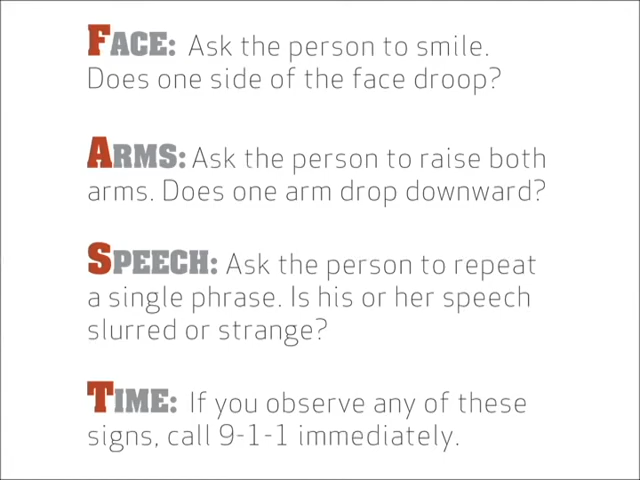 FACE: Ask the person to smile.
Does one side of the face droop?
ARMS: Ask the person to raise both
arms. Does one arm drop downward?
SPEECH: Ask the person to repeat
a single phrase. Is his or her speech
slurred or strange?
TIME: If you observe any of these
signs, call 9-1-1 immediately.